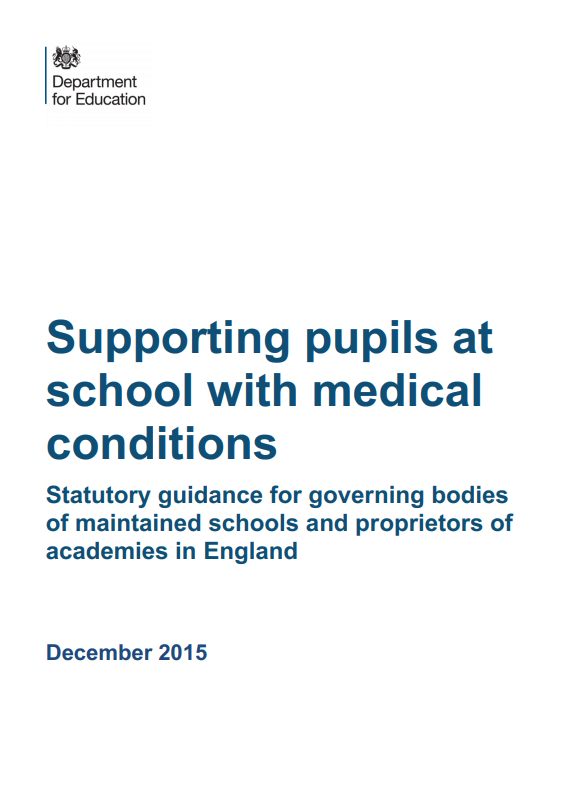 Department
for Education
Supporting pupils at
school with medical
conditions
Statutory guidance for governing bodies
of maintained schools and proprietors of
academies in England
December 2015